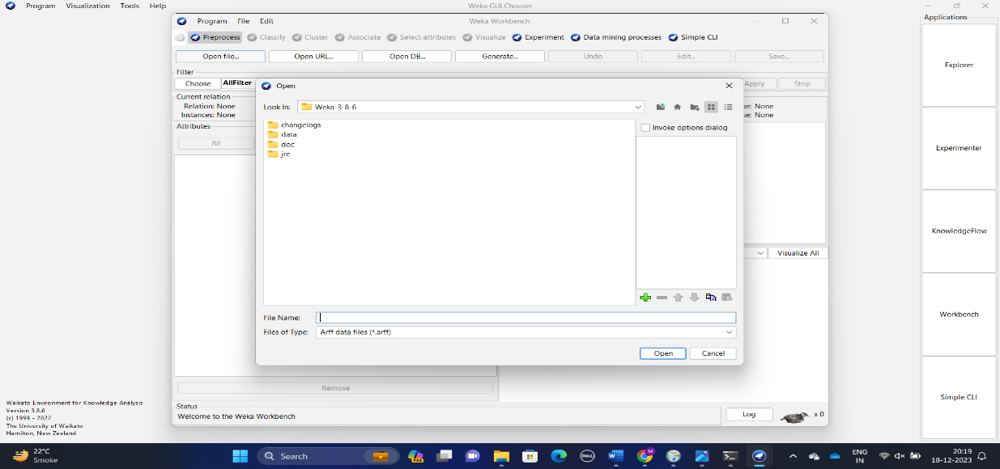 Program Visualization Tools Help Weka GUI Chooser
Applications
Program File Edit Weka Workbench
Preprocess Classify Cluster Associate Select attributes Visualize Experiment Data mining processes Simple CLI
Open file... Open URL... Open DB... Generate... Undo Edit... Save...
Filter
Choose AllFilter Apply Stop
Current relation
Relation: None
Instances: None
pe: None
ue: None
Attributes
All
Open
Look In: Weka-3-8-6
changelogs
data
doc
jre
Invoke options dialog
File Name:
Files of Type: Arff data files (*.arff)
Open Cancel
Visualize All
Remove
Status
Welcome to the Weka Workbench
Log x 0
Explorer
Experimenter
KnowledgeFlow
Workbench
Simple CLI
Waikato Environment for Knowledge Analysis
Version 3.8.6
(c) 1999 - 2022
The University of Waikato
Hamilton, New Zealand
22°C
Smoke
Search
DELL
M
ENG
IN
20:19
18-12-2023